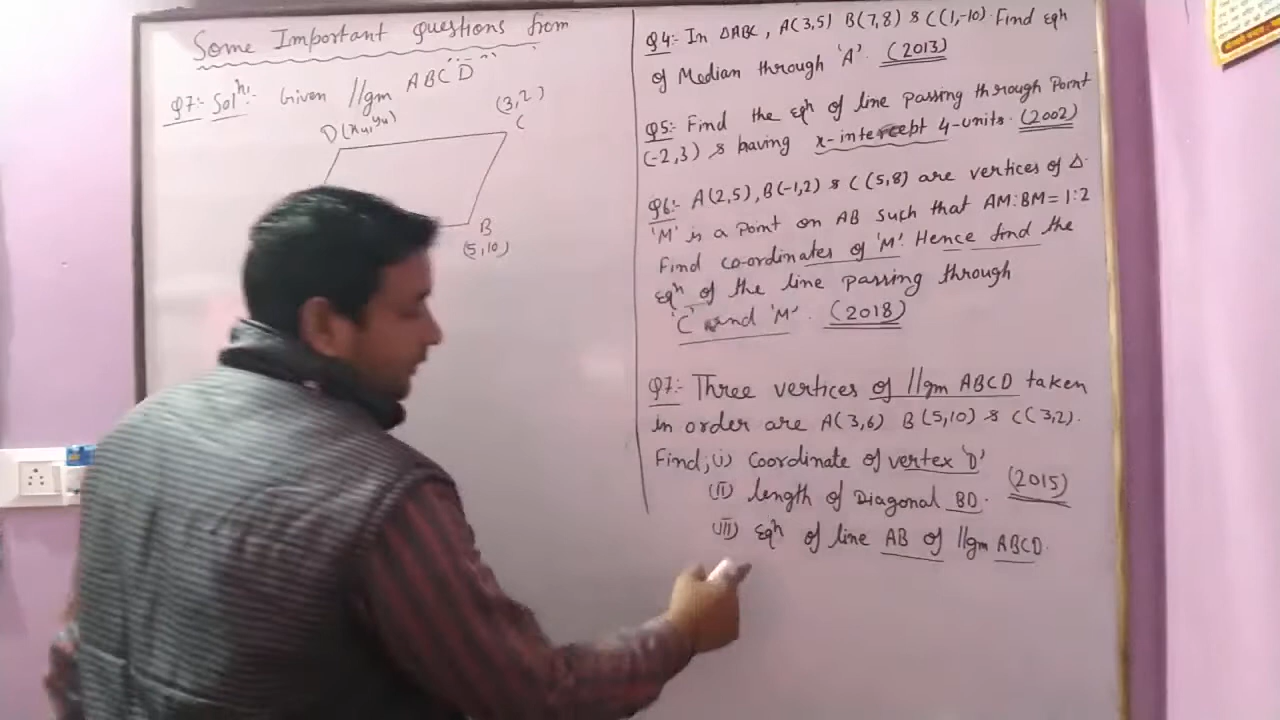 Some Important Questions from
Q7:- Solⁿ:- Given //gm ABCD
D(x₄,y₄)
(3,2)
C
B
(5,10)
Q4:- In ΔABC, A(3,5) B(7,8) & C(1,-10). Find eqⁿ
of Median through 'A'. (2013)
Q5:- Find the eqⁿ of line passing through Point
(-2,3) & having x-intercept 4-units. (2002)
Q6:- A(2,5), B(-1,2) & C(5,8) are vertices of Δ.
'M' is a point on AB such that AM:BM=1:2
Find co-ordinates of 'M'. Hence find the
eqⁿ of the line passing through
'C' and 'M'. (2018)
Q7:- Three vertices of //gm ABCD taken
in order are A(3,6) B(5,10) & C(3,2).
Find; (i) coordinate of vertex 'D'
(ii) length of Diagonal BD. (2015)
(iii) eqⁿ of line AB of //gm ABCD.